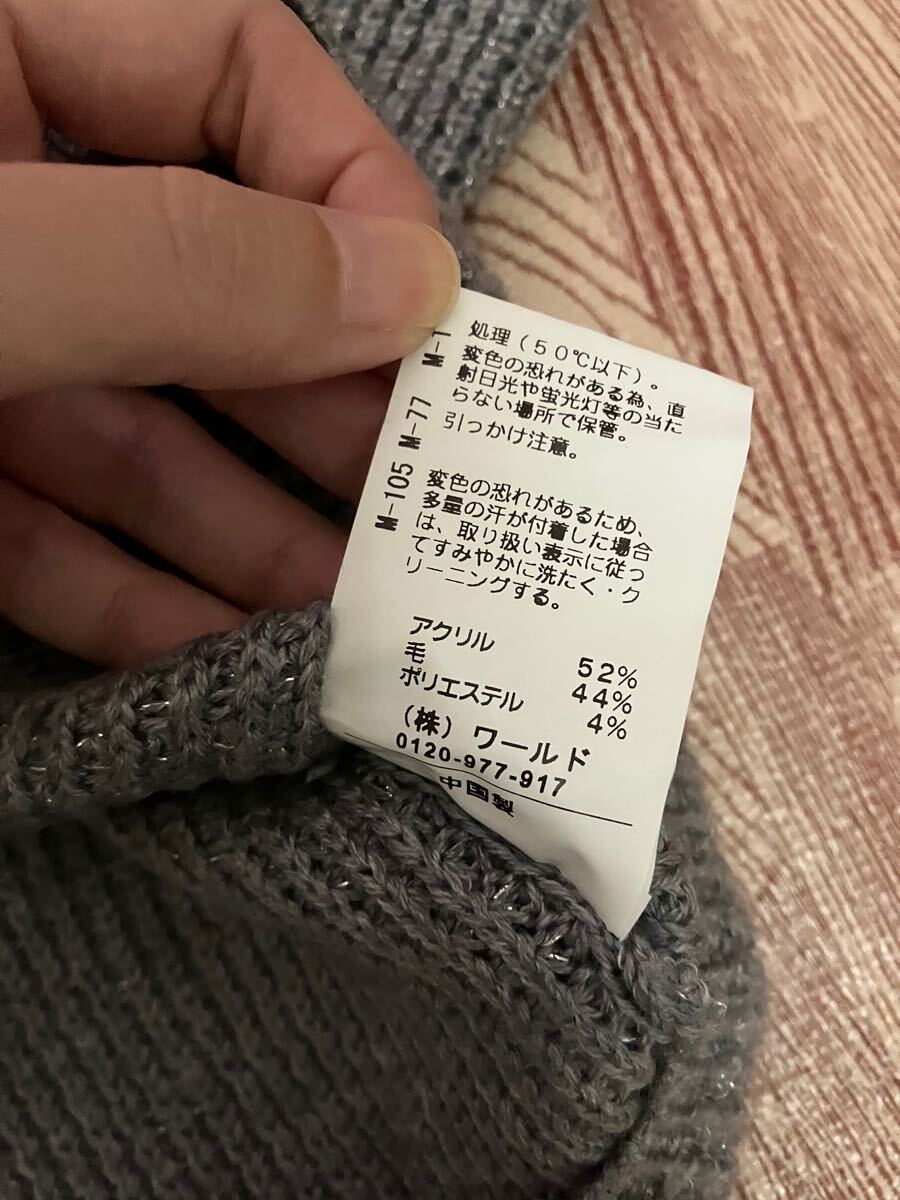 M-1
処理(50℃以下)。
変色の恐れがある為、直
射日光や蛍光灯等の当た
らない場所で保管。
M-77
引っかけ注意。
M-105
変色の恐れがあるため、
多量の汗が付着した場合
は、取り扱い表示に従っ
てすみやかに洗たく・ク
リーニングする。
アクリル 52%
毛 44%
ポリエステル 4%
(株)ワールド
0120-977-917
中国製